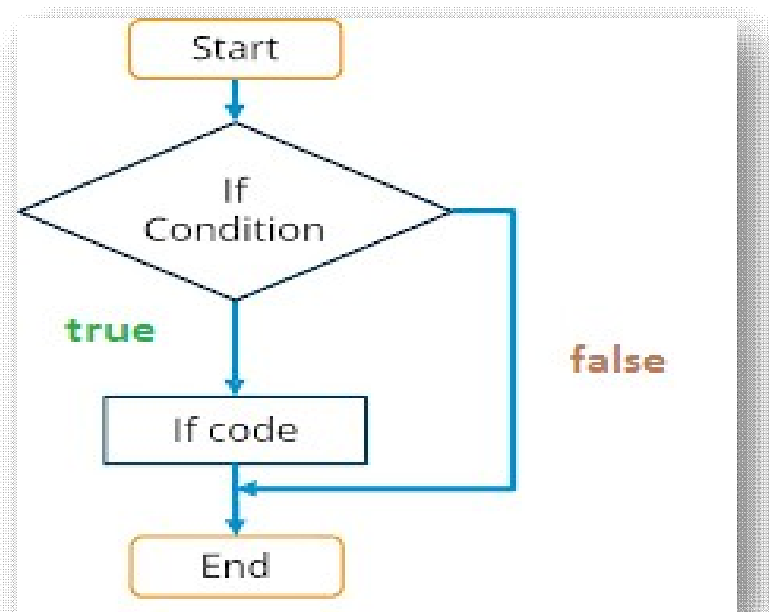 Start
If
Condition
true
false
If code
End